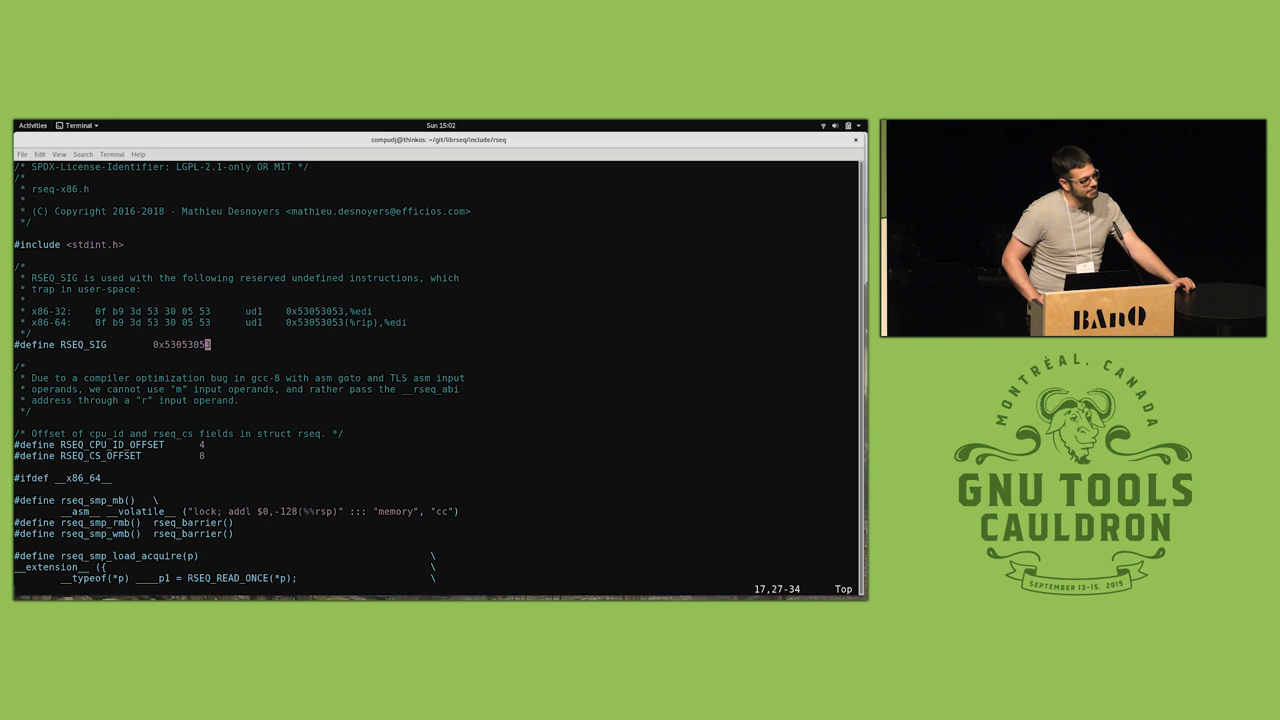 Activities Terminal Sun 15:02
compudj@thinkos: ~/git/librseq/include/rseq
File Edit View Search Terminal Help
/* SPDX-License-Identifier: LGPL-2.1-only OR MIT */
/*
 * rseq-x86.h
 *
 * (C) Copyright 2016-2018 - Mathieu Desnoyers <mathieu.desnoyers@efficios.com>
 */
#include <stdint.h>
/*
 * RSEQ_SIG is used with the following reserved undefined instructions, which
 * trap in user-space:
 *
 * x86-32:    0f b9 3d 53 30 05 53      ud1    0x53053053,%edi
 * x86-64:    0f b9 3d 53 30 05 53      ud1    0x53053053(%rip),%edi
 */
#define RSEQ_SIG        0x53053053
/*
 * Due to a compiler optimization bug in gcc-8 with asm goto and TLS asm input
 * operands, we cannot use "m" input operands, and rather pass the __rseq_abi
 * address through a "r" input operand.
 */
/* Offset of cpu_id and rseq_cs fields in struct rseq. */
#define RSEQ_CPU_ID_OFFSET      4
#define RSEQ_CS_OFFSET          8
#ifdef __x86_64__
#define rseq_smp_mb()   \
        __asm__ __volatile__ ("lock; addl $0,-128(%%rsp)" ::: "memory", "cc")
#define rseq_smp_rmb()  rseq_barrier()
#define rseq_smp_wmb()  rseq_barrier()
#define rseq_smp_load_acquire(p)                                        \
__extension__ ({                                                        \
        __typeof(*p) ____p1 = RSEQ_READ_ONCE(*p);                       \
17,27-34 Top
BAnQ
MONTRÉAL, CANADA
GNU TOOLS
CAULDRON
SEPTEMBER 13-15, 2019